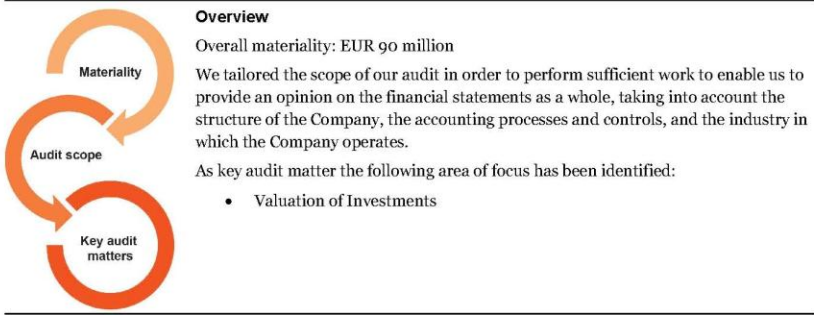 Overview
Overall materiality: EUR 90 million
Materiality
We tailored the scope of our audit in order to perform sufficient work to enable us to
provide an opinion on the financial statements as a whole, taking into account the
structure of the Company, the accounting processes and controls, and the industry in
which the Company operates.
Audit scope
As key audit matter the following area of focus has been identified:
• Valuation of Investments
Key audit
matters